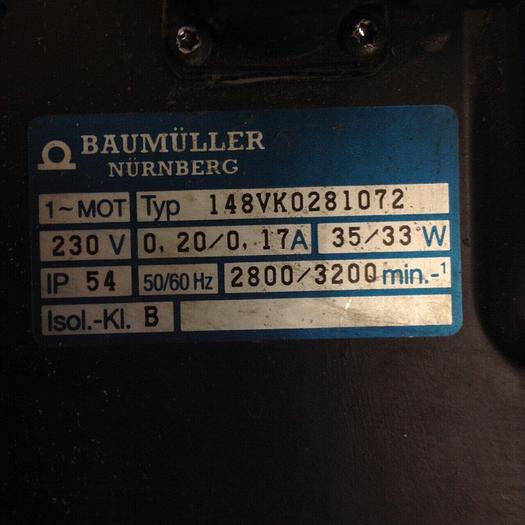 BAUMÜLLER
NÜRNBERG
1~MOT Typ 148VK0281072
230 V 0,20/0,17A 35/33 W
IP 54 50/60 Hz 2800/3200 min.-¹
Isol.-Kl. B